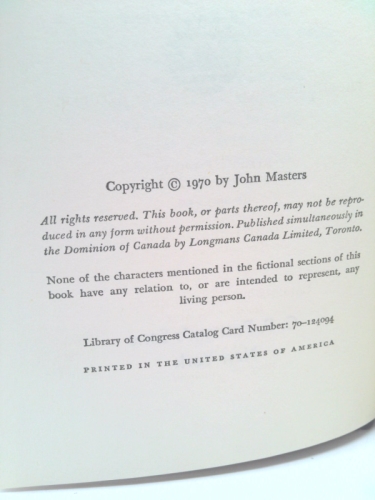 Copyright © 1970 by John Masters
All rights reserved. This book, or parts thereof, may not be repro-
duced in any form without permission. Published simultaneously in
the Dominion of Canada by Longmans Canada Limited, Toronto.
None of the characters mentioned in the fictional sections of this
book have any relation to, or are intended to represent, any
living person.
Library of Congress Catalog Card Number: 70-124094
PRINTED IN THE UNITED STATES OF AMERICA